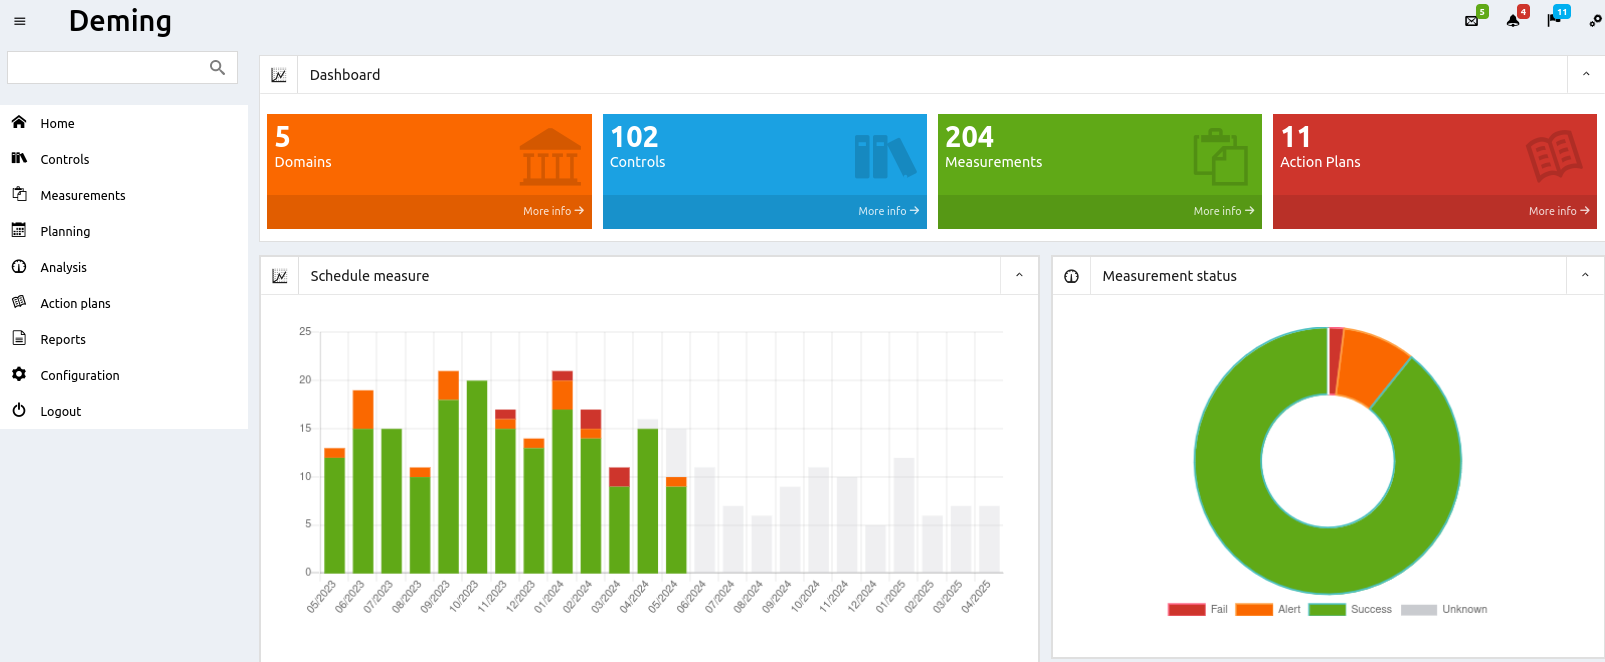 Deming
5
4
11
Home
Controls
Measurements
Planning
Analysis
Action plans
Reports
Configuration
Logout
Dashboard
5
Domains
More info
102
Controls
More info
204
Measurements
More info
11
Action Plans
More info
Schedule measure
25
20
15
10
5
0
05/2023
06/2023
07/2023
08/2023
09/2023
10/2023
11/2023
12/2023
01/2024
02/2024
03/2024
04/2024
05/2024
06/2024
07/2024
08/2024
09/2024
10/2024
11/2024
12/2024
01/2025
02/2025
03/2025
04/2025
Measurement status
Fail Alert Success Unknown